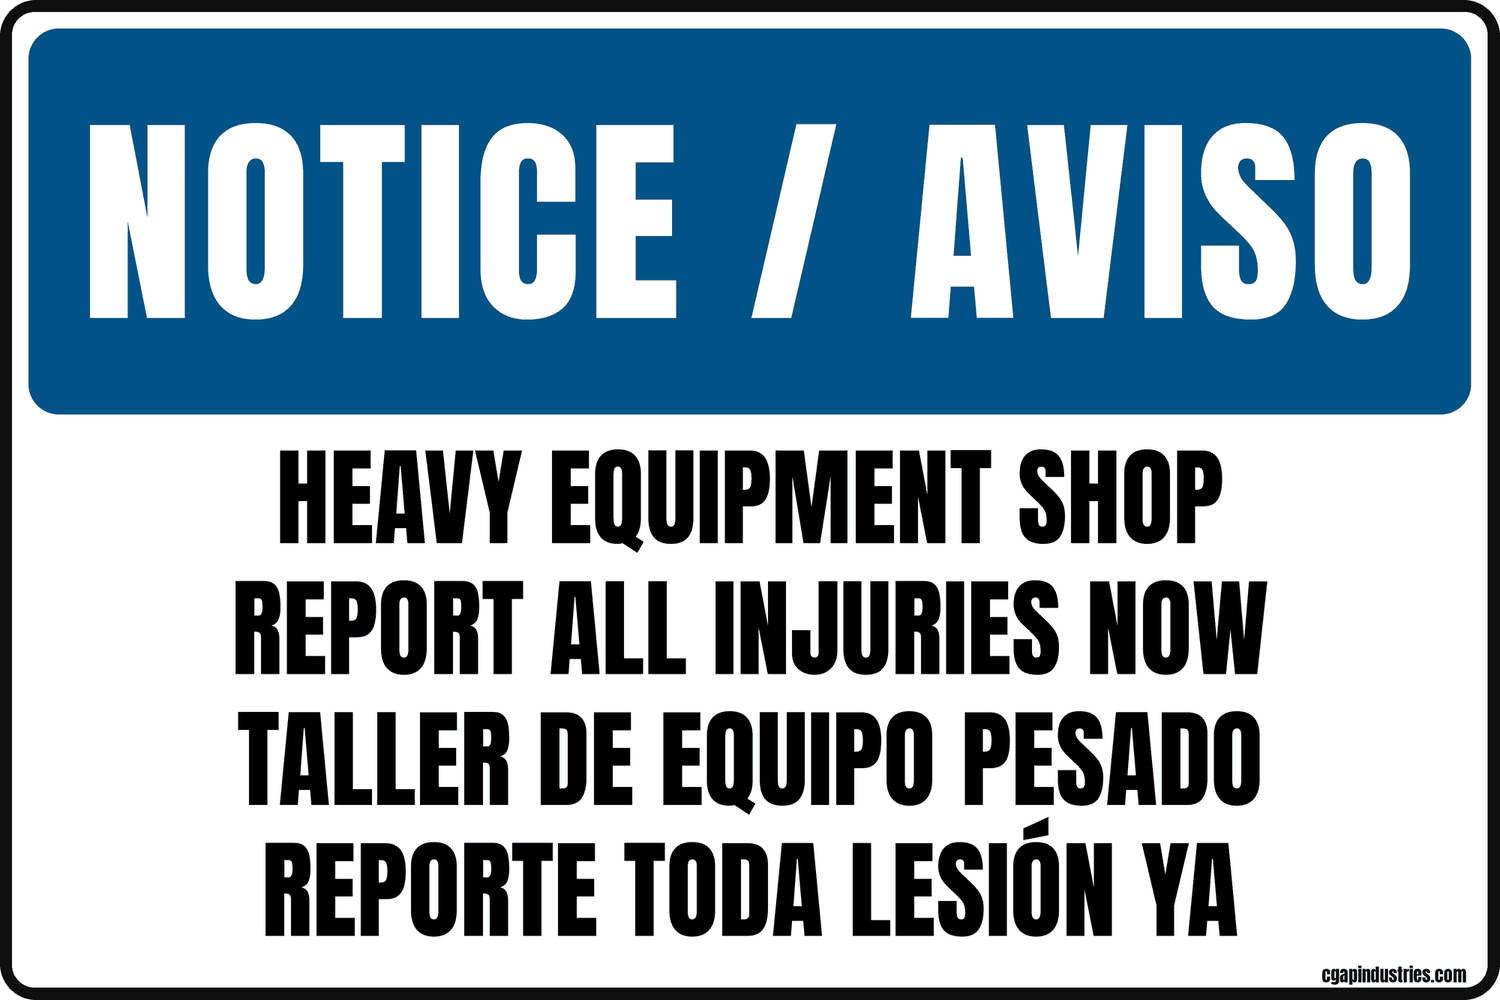 NOTICE / AVISO
HEAVY EQUIPMENT SHOP
REPORT ALL INJURIES NOW
TALLER DE EQUIPO PESADO
REPORTE TODA LESIÓN YA
cgapindustries.com